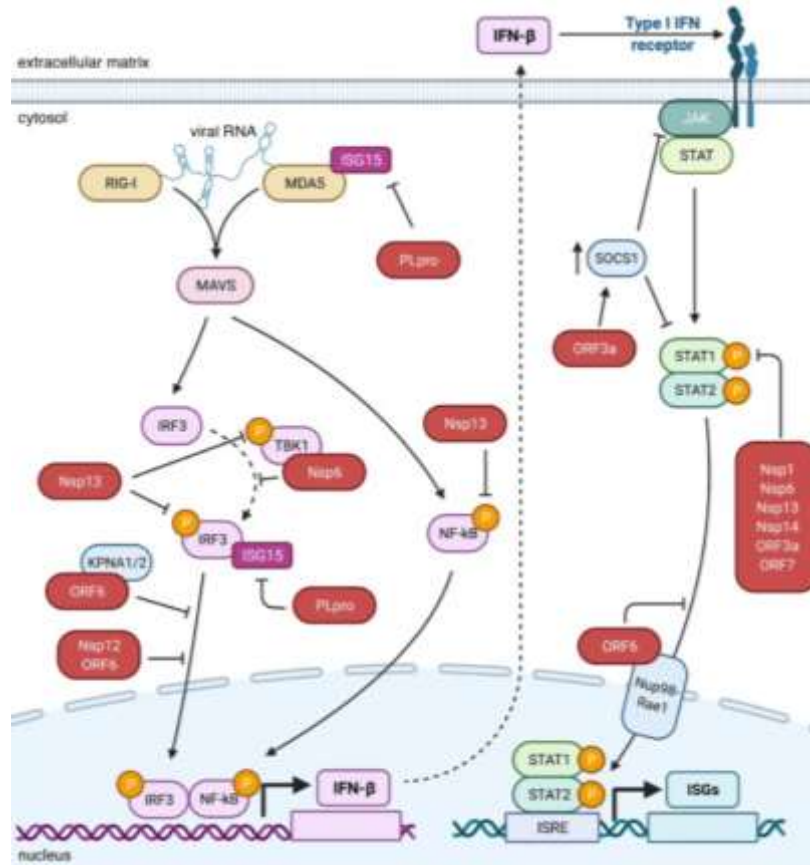 IFN-β
Type I IFN
receptor
extracellular matrix
cytosol
viral RNA
JAK
STAT
ISG15
RIG-I
MDA5
PLpro
SOCS1
MAVS
ORF3a
STAT1
P
STAT2
P
IRF3
P
TBK1
Nsp6
Nsp13
Nsp13
P
IRF3
ISG15
NF-kB
P
Nsp1
Nsp6
Nsp13
Nsp14
ORF3a
ORF7
KPNA1/2
ORF6
PLpro
Nsp12
ORF6
ORF6
Nup98-
Rae1
P
IRF3
NF-kB
P
IFN-β
STAT1
P
STAT2
P
ISRE
ISGs
nucleus